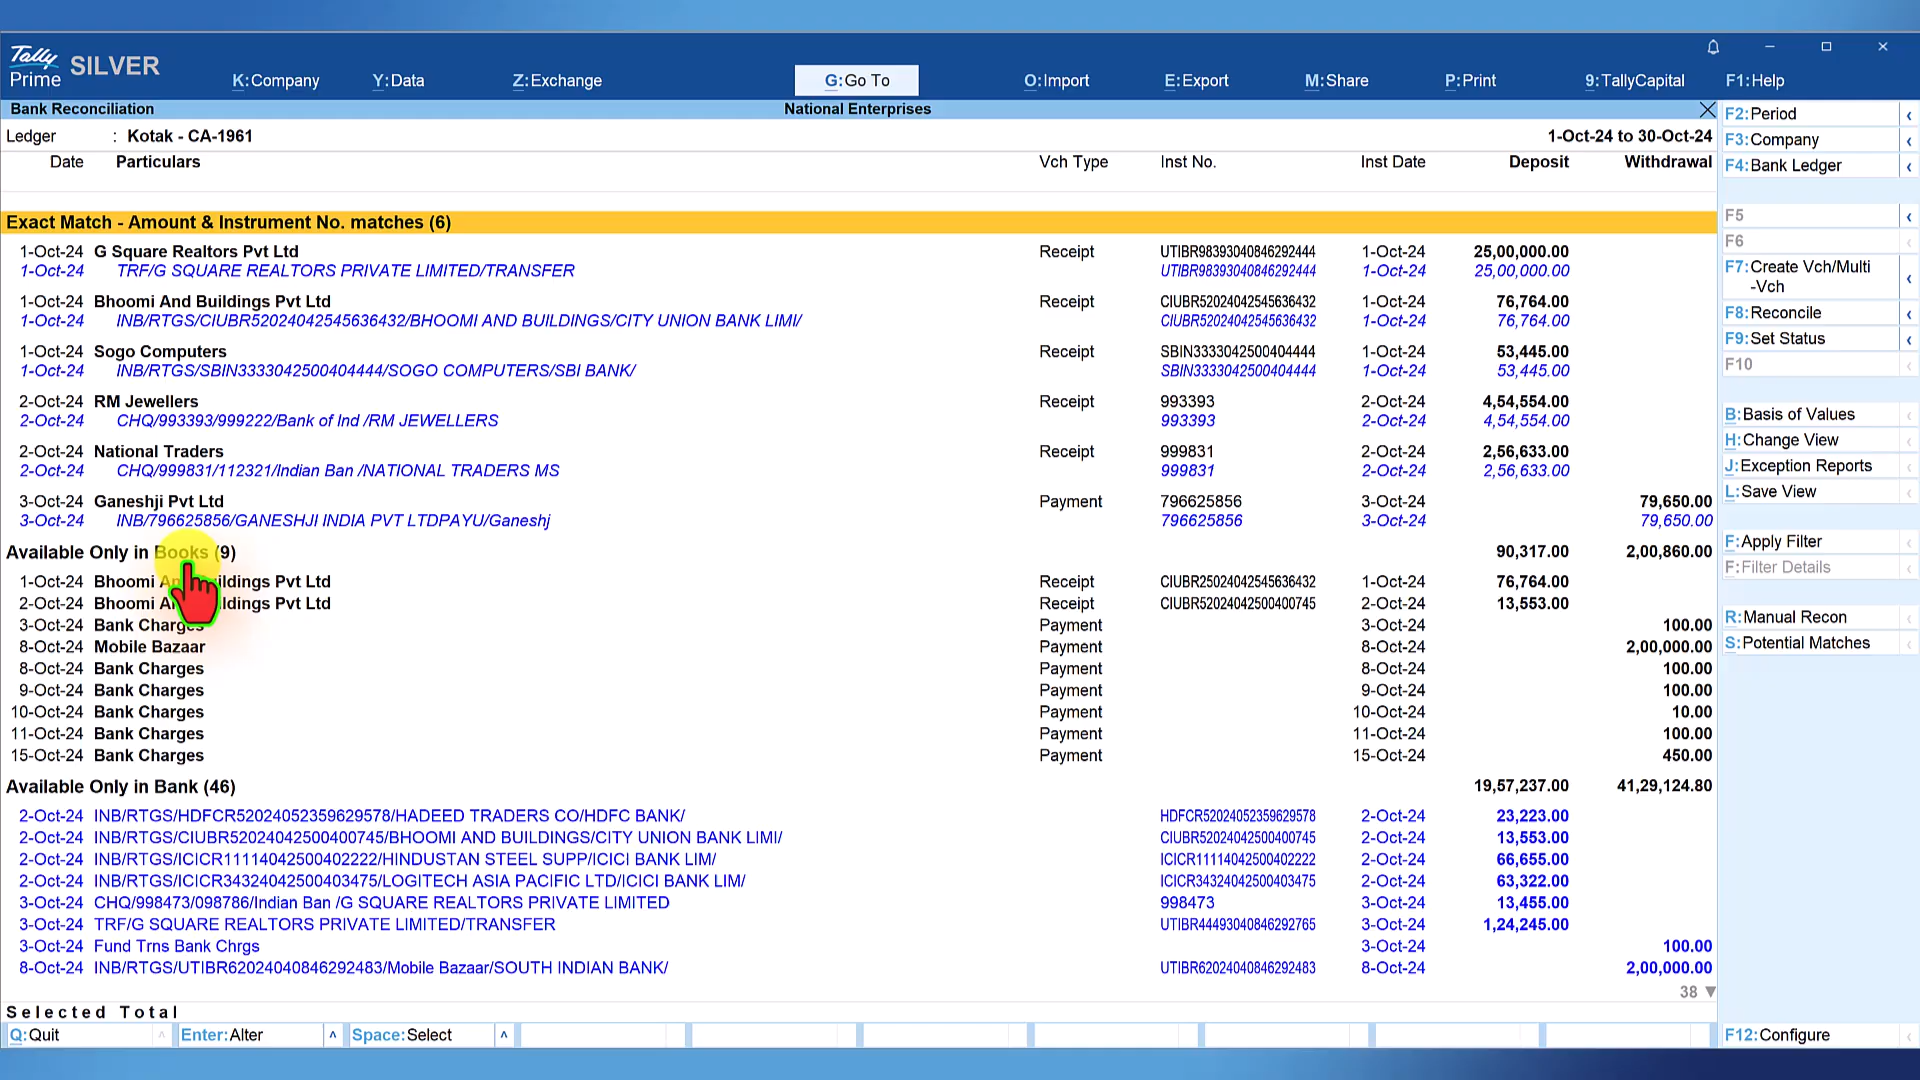 Tally
Prime SILVER
K:Company Y:Data Z:Exchange G:Go To O:Import E:Export M:Share P:Print 9:TallyCapital F1:Help
Bank Reconciliation National Enterprises
Ledger : Kotak - CA-1961 1-Oct-24 to 30-Oct-24
Date Particulars Vch Type Inst No. Inst Date Deposit Withdrawal
Exact Match - Amount & Instrument No. matches (6)
1-Oct-24 G Square Realtors Pvt Ltd Receipt UTIBR98393040846292444 1-Oct-24 25,00,000.00
1-Oct-24 TRF/G SQUARE REALTORS PRIVATE LIMITED/TRANSFER UTIBR98393040846292444 1-Oct-24 25,00,000.00
1-Oct-24 Bhoomi And Buildings Pvt Ltd Receipt CIUBR52024042545636432 1-Oct-24 76,764.00
1-Oct-24 INB/RTGS/CIUBR52024042545636432/BHOOMI AND BUILDINGS/CITY UNION BANK LIMI/ CIUBR52024042545636432 1-Oct-24 76,764.00
1-Oct-24 Sogo Computers Receipt SBIN3333042500404444 1-Oct-24 53,445.00
1-Oct-24 INB/RTGS/SBIN3333042500404444/SOGO COMPUTERS/SBI BANK/ SBIN3333042500404444 1-Oct-24 53,445.00
2-Oct-24 RM Jewellers Receipt 993393 2-Oct-24 4,54,554.00
2-Oct-24 CHQ/993393/999222/Bank of Ind /RM JEWELLERS 993393 2-Oct-24 4,54,554.00
2-Oct-24 National Traders Receipt 999831 2-Oct-24 2,56,633.00
2-Oct-24 CHQ/999831/112321/Indian Ban /NATIONAL TRADERS MS 999831 2-Oct-24 2,56,633.00
3-Oct-24 Ganeshji Pvt Ltd Payment 796625856 3-Oct-24 79,650.00
3-Oct-24 INB/796625856/GANESHJI INDIA PVT LTDPAYU/Ganeshj 796625856 3-Oct-24 79,650.00
Available Only in Books (9) 90,317.00 2,00,860.00
1-Oct-24 Bhoomi And Buildings Pvt Ltd Receipt CIUBR25024042545636432 1-Oct-24 76,764.00
2-Oct-24 Bhoomi And Buildings Pvt Ltd Receipt CIUBR52024042500400745 2-Oct-24 13,553.00
3-Oct-24 Bank Charges Payment 3-Oct-24 100.00
8-Oct-24 Mobile Bazaar Payment 8-Oct-24 2,00,000.00
8-Oct-24 Bank Charges Payment 8-Oct-24 100.00
9-Oct-24 Bank Charges Payment 9-Oct-24 100.00
10-Oct-24 Bank Charges Payment 10-Oct-24 10.00
11-Oct-24 Bank Charges Payment 11-Oct-24 100.00
15-Oct-24 Bank Charges Payment 15-Oct-24 450.00
Available Only in Bank (46) 19,57,237.00 41,29,124.80
2-Oct-24 INB/RTGS/HDFCR52024052359629578/HADEED TRADERS CO/HDFC BANK/ HDFCR52024052359629578 2-Oct-24 23,223.00
2-Oct-24 INB/RTGS/CIUBR52024042500400745/BHOOMI AND BUILDINGS/CITY UNION BANK LIMI/ CIUBR52024042500400745 2-Oct-24 13,553.00
2-Oct-24 INB/RTGS/ICICR11114042500402222/HINDUSTAN STEEL SUPP/ICICI BANK LIM/ ICICR11114042500402222 2-Oct-24 66,655.00
2-Oct-24 INB/RTGS/ICICR34324042500403475/LOGITECH ASIA PACIFIC LTD/ICICI BANK LIM/ ICICR34324042500403475 2-Oct-24 63,322.00
3-Oct-24 CHQ/998473/098786/Indian Ban /G SQUARE REALTORS PRIVATE LIMITED 998473 3-Oct-24 13,455.00
3-Oct-24 TRF/G SQUARE REALTORS PRIVATE LIMITED/TRANSFER UTIBR44493040846292765 3-Oct-24 1,24,245.00
3-Oct-24 Fund Trns Bank Chrgs 3-Oct-24 100.00
8-Oct-24 INB/RTGS/UTIBR62024040846292483/Mobile Bazaar/SOUTH INDIAN BANK/ UTIBR62024040846292483 8-Oct-24 2,00,000.00
38
Selected Total
Q:Quit Enter:Alter Space:Select
F2:Period
F3:Company
F4:Bank Ledger
F5
F6
F7:Create Vch/Multi
-Vch
F8:Reconcile
F9:Set Status
F10
B:Basis of Values
H:Change View
J:Exception Reports
L:Save View
F:Apply Filter
F:Filter Details
R:Manual Recon
S:Potential Matches
F12:Configure